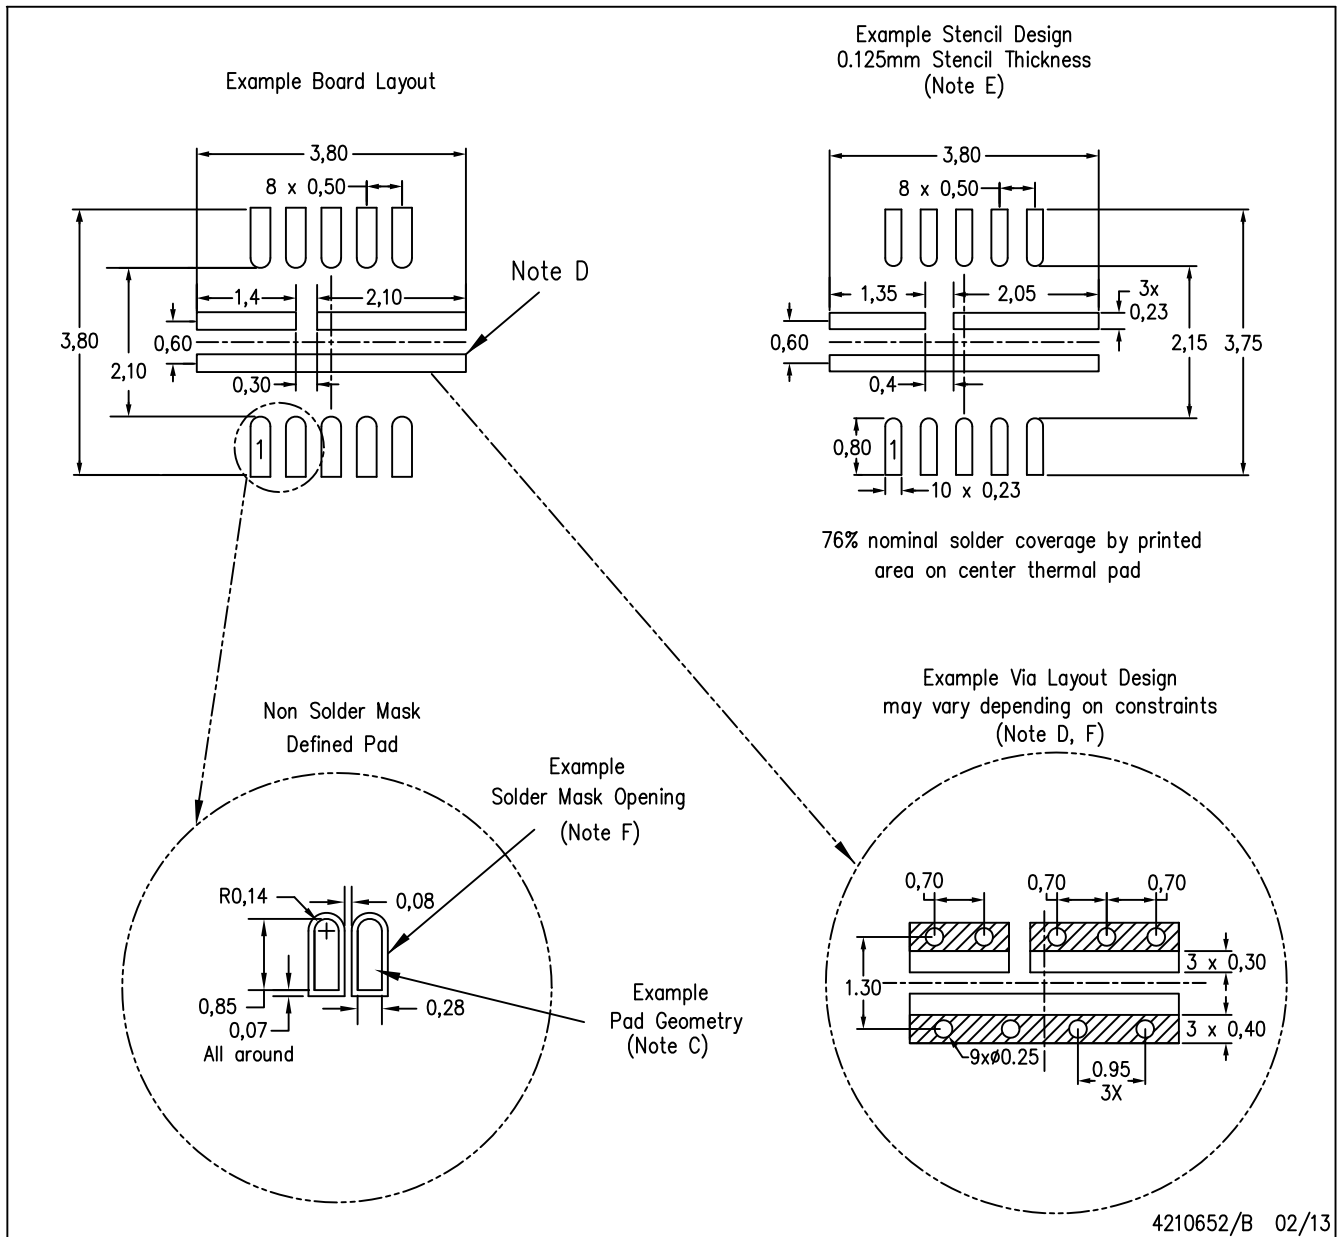 Example Board Layout
3,80
8 x 0,50
Note D
1,4
2,10
3,80
0,60
2,10
0,30
1
Example Stencil Design
0.125mm Stencil Thickness
(Note E)
3,80
8 x 0,50
1,35
2,05
3x
0,23
0,60
2,15
3,75
0,4
0,80
1
10 x 0,23
76% nominal solder coverage by printed
area on center thermal pad
Non Solder Mask
Defined Pad
Example
Solder Mask Opening
(Note F)
R0,14
0,08
0,85
0,28
0,07
All around
Example
Pad Geometry
(Note C)
Example Via Layout Design
may vary depending on constraints
(Note D, F)
0,70
0,70
0,70
3 x 0,30
1.30
3 x 0,40
9xø0.25
0.95
3X
4210652/B 02/13